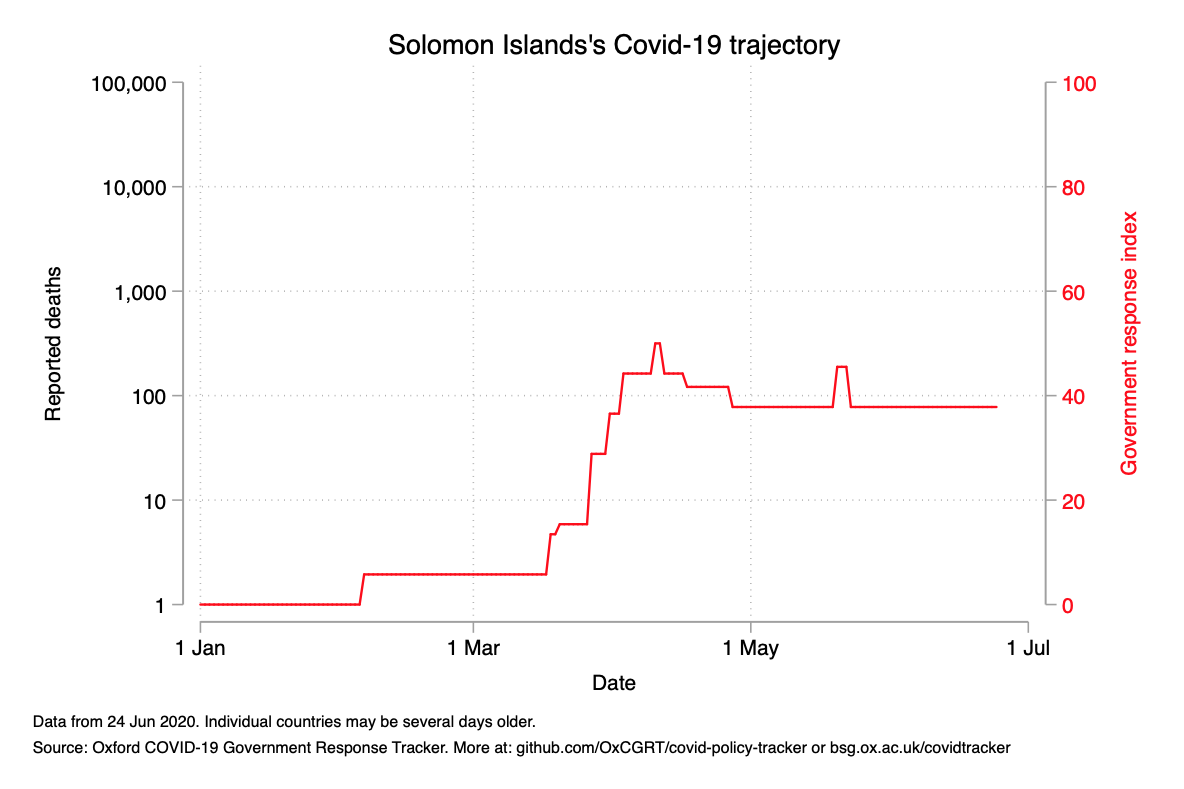 Solomon Islands's Covid-19 trajectory
100,000
10,000
1,000
100
10
1
Reported deaths
100
80
60
40
20
0
Government response index
1 Jan
1 Mar
1 May
1 Jul
Date
Data from 24 Jun 2020. Individual countries may be several days older.
Source: Oxford COVID-19 Government Response Tracker. More at: github.com/OxCGRT/covid-policy-tracker or bsg.ox.ac.uk/covidtracker